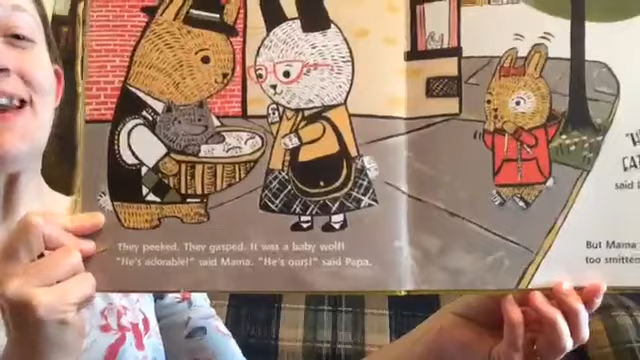 They peeked. They gasped. It was a baby wolf!
"He's adorable!" said Mama. "He's ours!" said Papa.
said
But Mama
too smitten